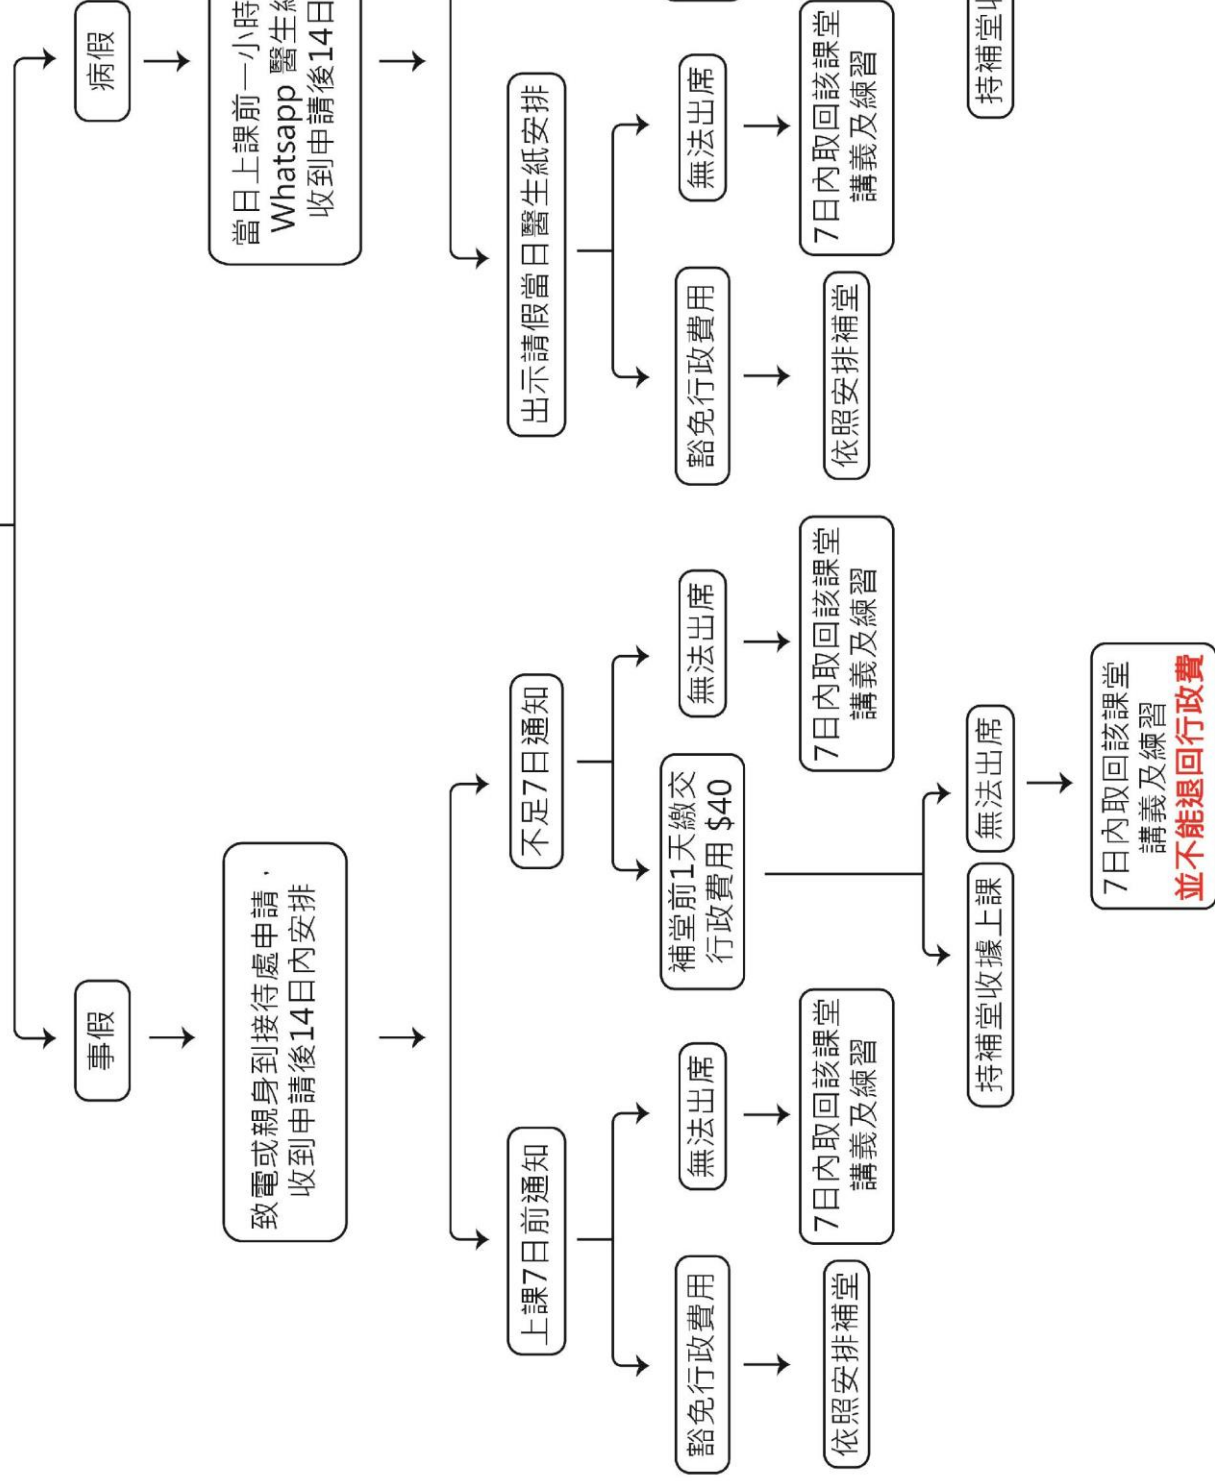 病假
當日上課前一小時
Whatsapp 醫生紙
收到申請後14日
出示請假當日醫生紙安排
無法出席
7日內取回該課堂
講義及練習
豁免行政費用
依照安排補堂
持補堂收
事假
致電或親身到接待處申請，
收到申請後14日內安排
不足7日通知
無法出席
7日內取回該課堂
講義及練習
補堂前1天繳交
行政費用 $40
無法出席
7日內取回該課堂
講義及練習
並不能退回行政費
持補堂收據上課
上課7日前通知
無法出席
7日內取回該課堂
講義及練習
豁免行政費用
依照安排補堂